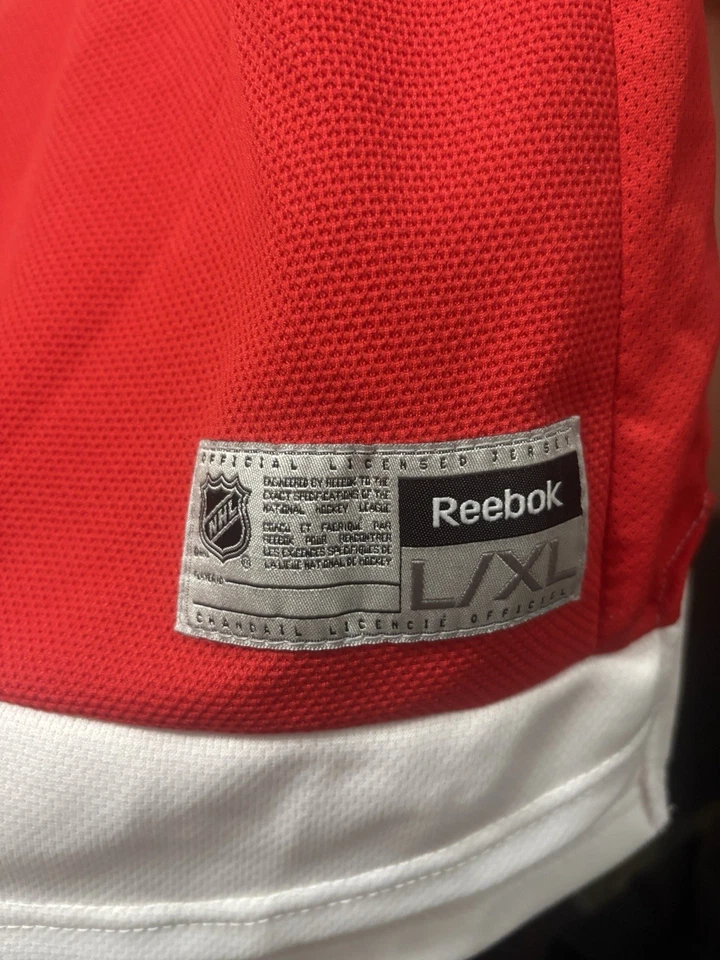 OFFICIAL LICENSED JERSEY
NHL
ENGINEERED BY REEBOK TO THE
EXACT SPECIFICATIONS OF THE
NATIONAL HOCKEY LEAGUE
CONÇU ET FABRIQUÉ PAR
REEBOK POUR RENCONTRER
LES EXIGENCES SPÉCIFIQUES DE
LA LIGUE NATIONAL DE HOCKEY
Reebok
L/XL
CHANDAIL LICENCIÉ OFFICIEL